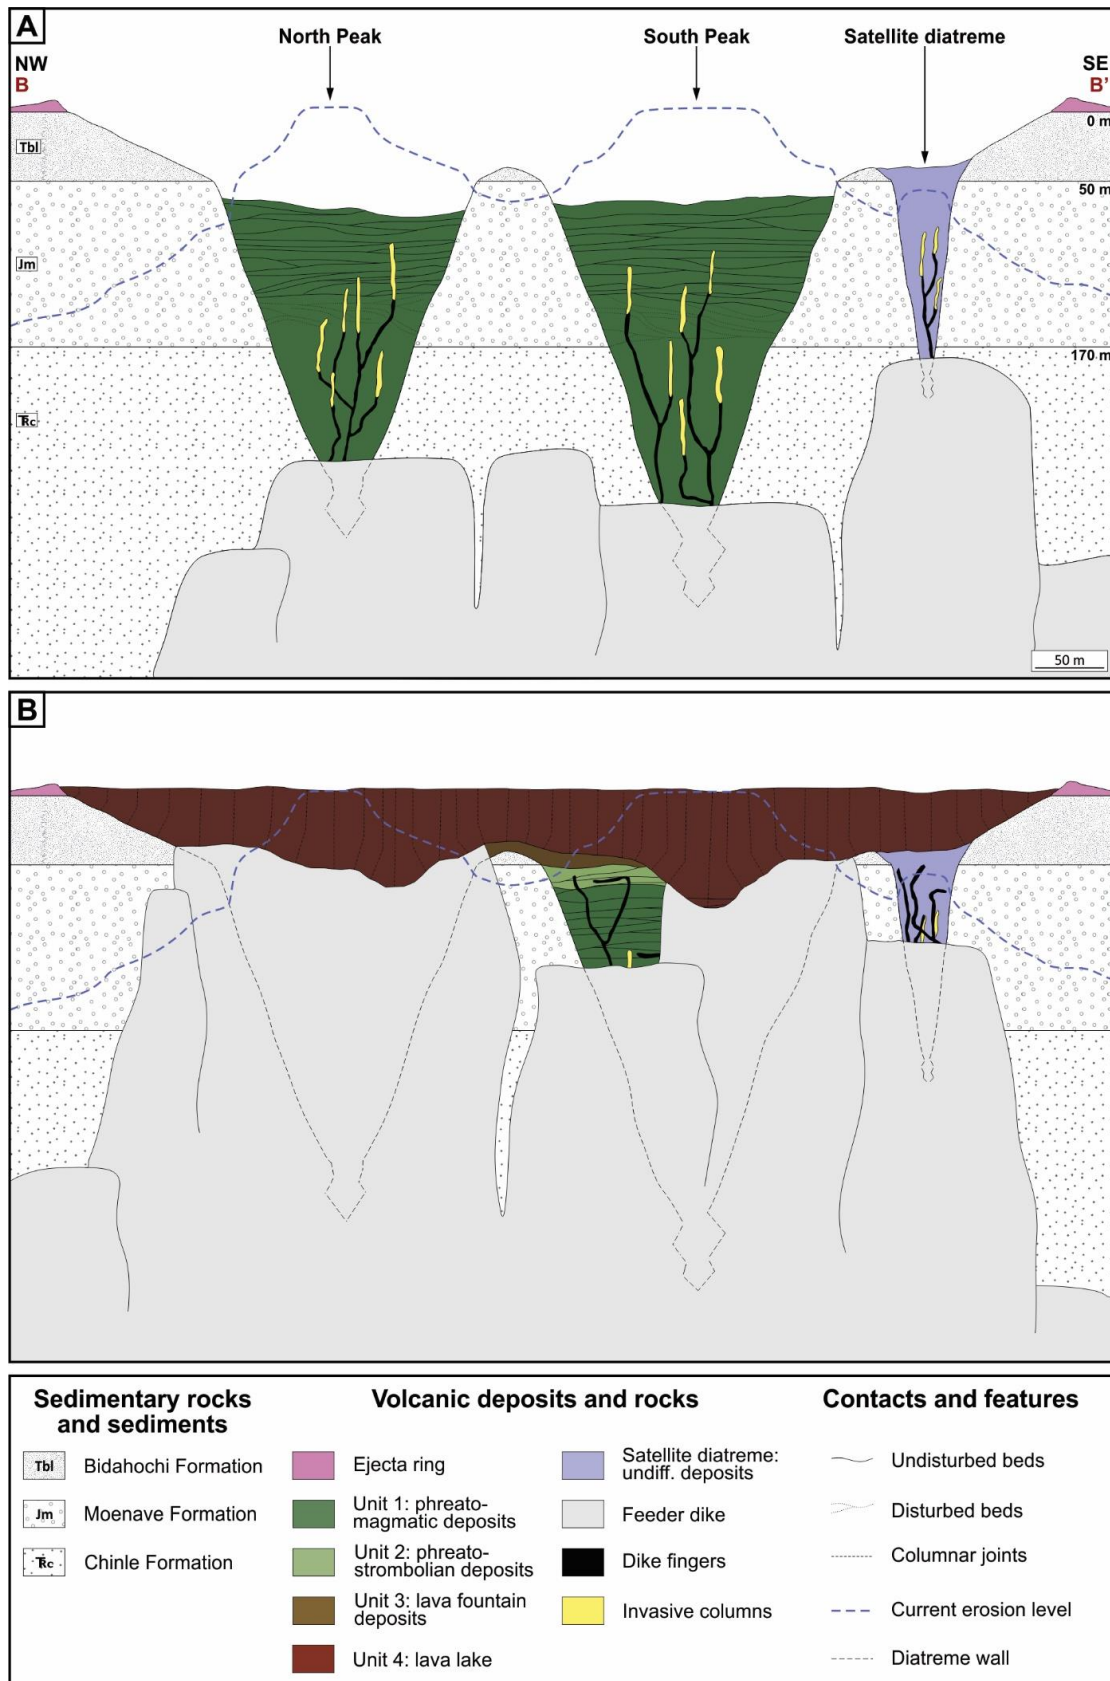 A
North Peak
South Peak
Satellite diatreme
NW
SE
B
B'
0 m
Tbl
50 m
Jm
170 m
TRc
50 m
B
Sedimentary rocks
and sediments
Tbl
Bidahochi Formation
Jm
Moenave Formation
TRc
Chinle Formation
Volcanic deposits and rocks
Ejecta ring
Unit 1: phreato-
magmatic deposits
Unit 2: phreato-
strombolian deposits
Unit 3: lava fountain
deposits
Unit 4: lava lake
Satellite diatreme:
undiff. deposits
Feeder dike
Dike fingers
Invasive columns
Contacts and features
Undisturbed beds
Disturbed beds
Columnar joints
Current erosion level
Diatreme wall